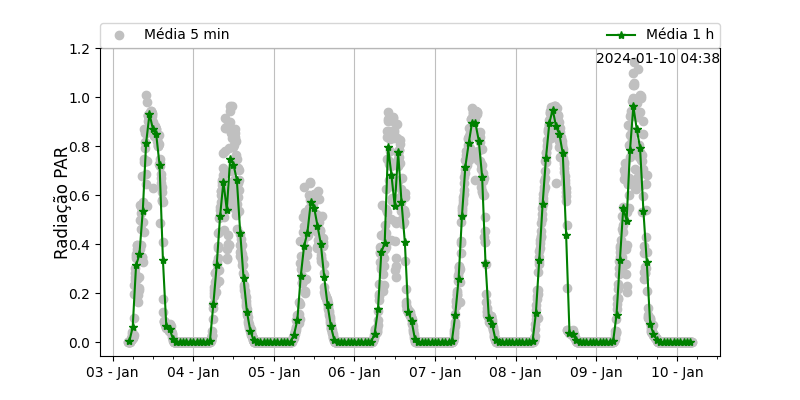 Média 5 min
Média 1 h
2024-01-10 04:38
Radiação PAR
1.2
1.0
0.8
0.6
0.4
0.2
0.0
03 - Jan
04 - Jan
05 - Jan
06 - Jan
07 - Jan
08 - Jan
09 - Jan
10 - Jan